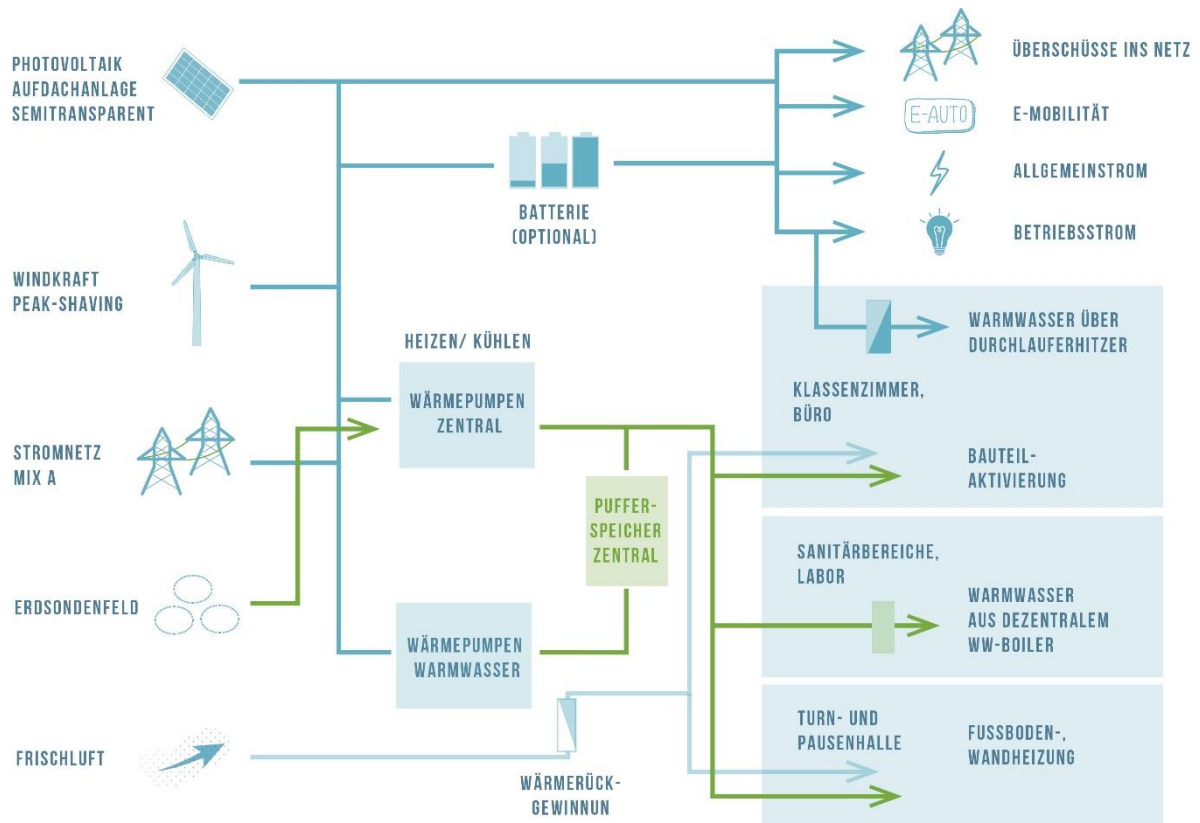 PHOTOVOLTAIK
AUFDACHANLAGE
SEMITRANSPARENT
WINDKRAFT
PEAK-SHAVING
STROMNETZ
MIX A
ERDSONDENFELD
FRISCHLUFT
BATTERIE
(OPTIONAL)
HEIZEN/ KÜHLEN
WÄRMEPUMPEN
ZENTRAL
PUFFER-
SPEICHER
ZENTRAL
WÄRMEPUMPEN
WARMWASSER
WÄRMERÜCK-
GEWINNUN
ÜBERSCHÜSSE INS NETZ
E-AUTO
E-MOBILITÄT
ALLGEMEINSTROM
BETRIEBSSTROM
WARMWASSER ÜBER
DURCHLAUFERHITZER
KLASSENZIMMER,
BÜRO
BAUTEIL-
AKTIVIERUNG
SANITÄRBEREICHE,
LABOR
WARMWASSER
AUS DEZENTRALEM
WW-BOILER
TURN- UND
PAUSENHALLE
FUSSBODEN-,
WANDHEIZUNG